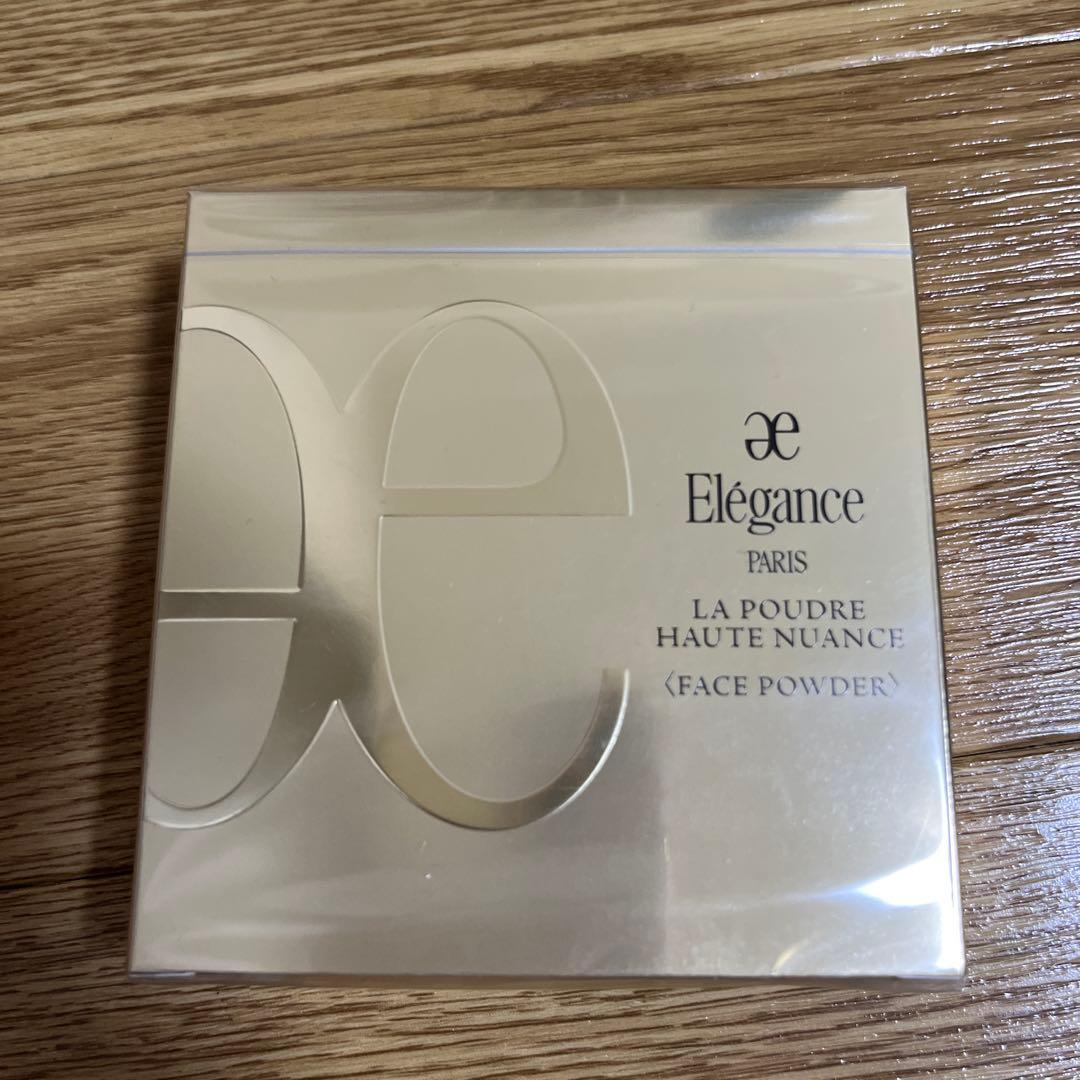 Elégance
PARIS
LA POUDRE
HAUTE NUANCE
〈FACE POWDER〉